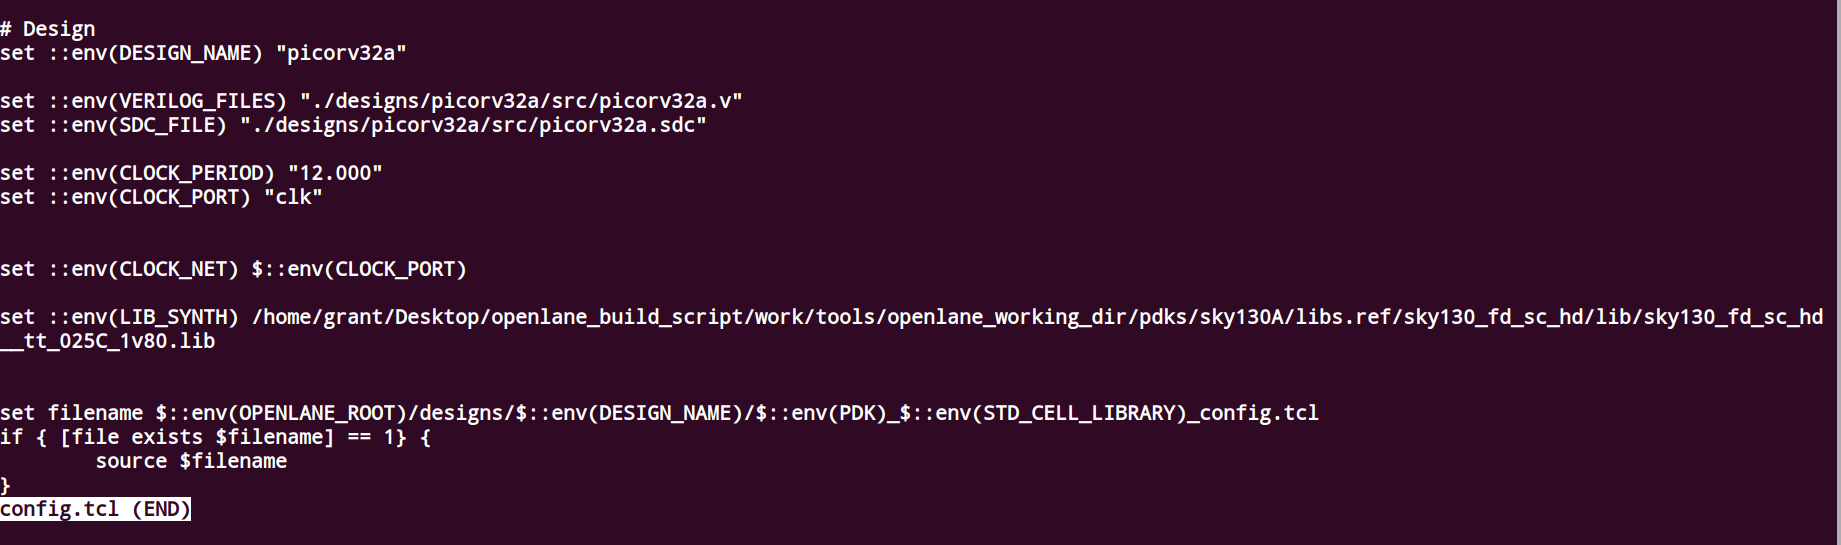 # Design
set ::env(DESIGN_NAME) "picorv32a"
set ::env(VERILOG_FILES) "./designs/picorv32a/src/picorv32a.v"
set ::env(SDC_FILE) "./designs/picorv32a/src/picorv32a.sdc"
set ::env(CLOCK_PERIOD) "12.000"
set ::env(CLOCK_PORT) "clk"
set ::env(CLOCK_NET) $::env(CLOCK_PORT)
set ::env(LIB_SYNTH) /home/grant/Desktop/openlane_build_script/work/tools/openlane_working_dir/pdks/sky130A/libs.ref/sky130_fd_sc_hd/lib/sky130_fd_sc_hd
__tt_025C_1v80.lib
set filename $::env(OPENLANE_ROOT)/designs/$::env(DESIGN_NAME)/$::env(PDK)_$::env(STD_CELL_LIBRARY)_config.tcl
if { [file exists $filename] == 1} {
        source $filename
}
config.tcl (END)